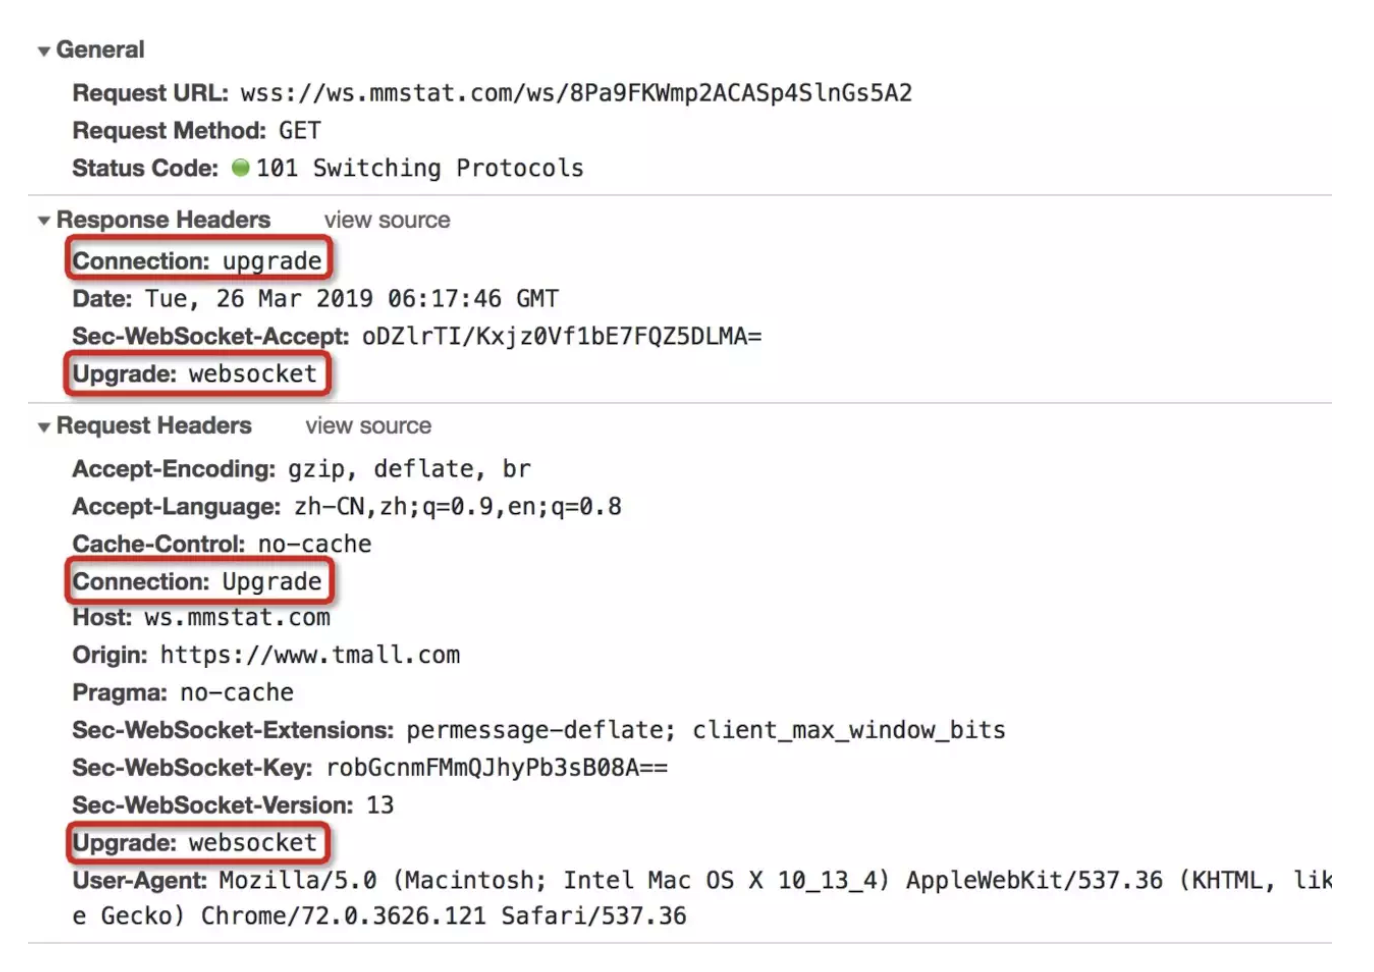 General
Request URL: wss://ws.mmstat.com/ws/8Pa9FKWmp2ACASp4SlnGs5A2
Request Method: GET
Status Code: 101 Switching Protocols
Response Headers view source
Connection: upgrade
Date: Tue, 26 Mar 2019 06:17:46 GMT
Sec-WebSocket-Accept: oDZlrTI/Kxjz0Vf1bE7FQZ5DLMA=
Upgrade: websocket
Request Headers view source
Accept-Encoding: gzip, deflate, br
Accept-Language: zh-CN,zh;q=0.9,en;q=0.8
Cache-Control: no-cache
Connection: Upgrade
Host: ws.mmstat.com
Origin: https://www.tmall.com
Pragma: no-cache
Sec-WebSocket-Extensions: permessage-deflate; client_max_window_bits
Sec-WebSocket-Key: robGcnmFMmQJhyPb3sB08A==
Sec-WebSocket-Version: 13
Upgrade: websocket
User-Agent: Mozilla/5.0 (Macintosh; Intel Mac OS X 10_13_4) AppleWebKit/537.36 (KHTML, lik
e Gecko) Chrome/72.0.3626.121 Safari/537.36